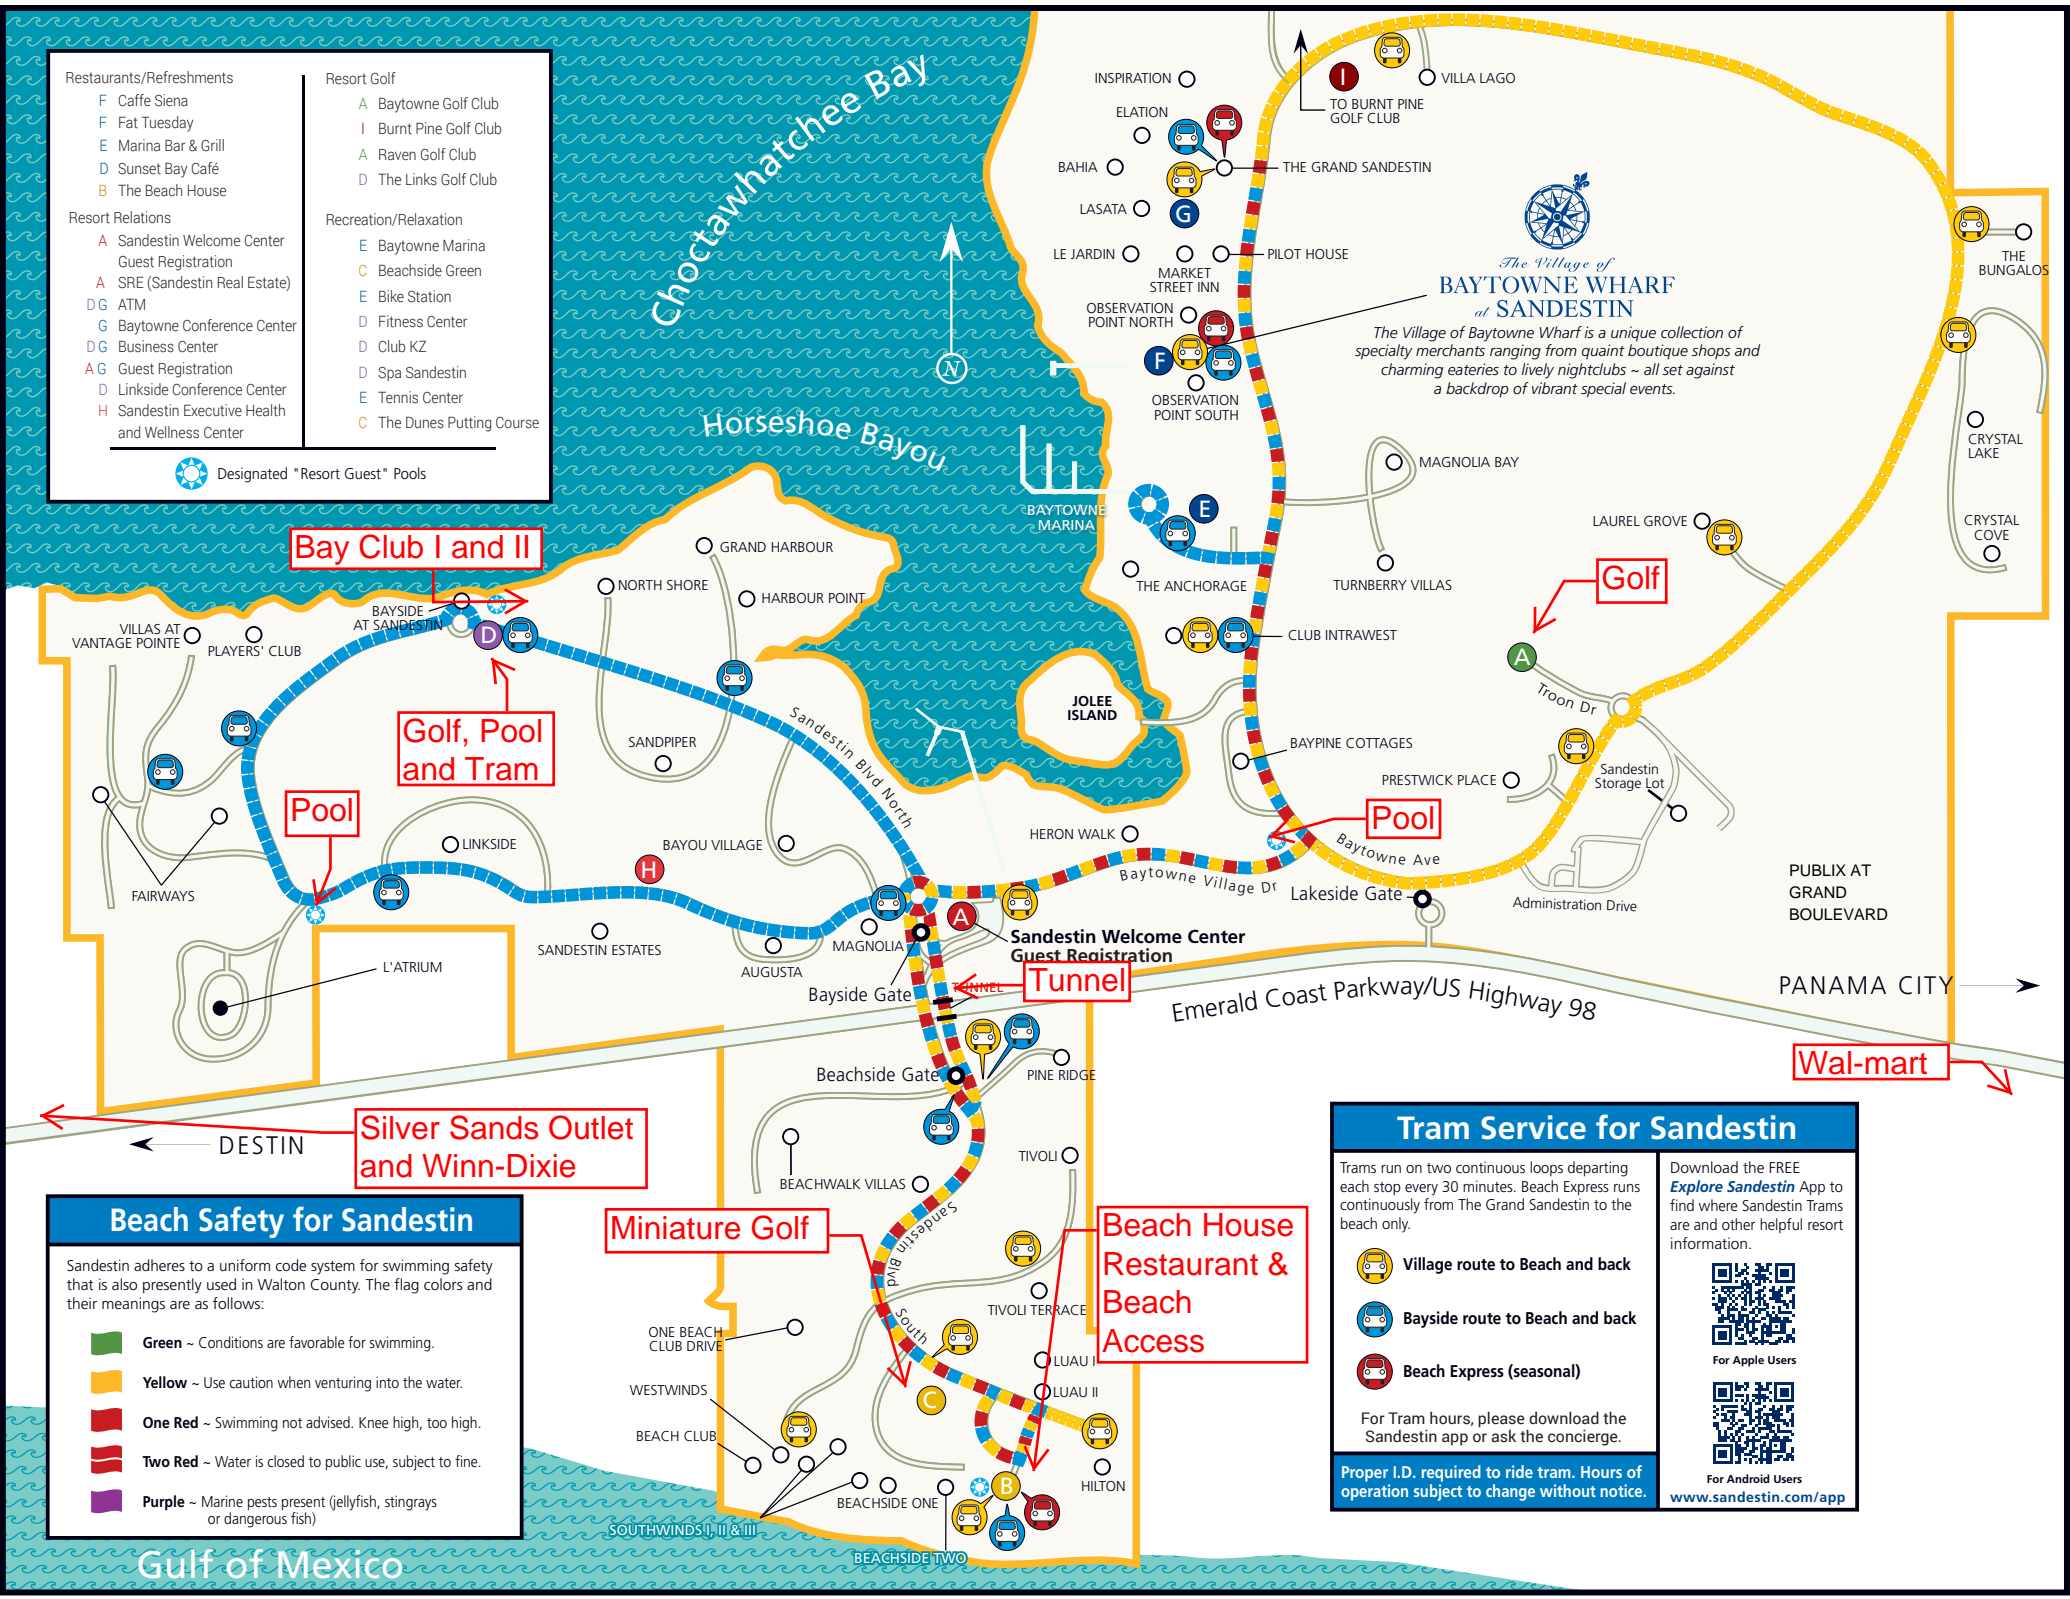 Restaurants/Refreshments
F Caffe Siena
F Fat Tuesday
E Marina Bar & Grill
D Sunset Bay Café
B The Beach House
Resort Relations
A Sandestin Welcome Center
Guest Registration
A SRE (Sandestin Real Estate)
D G ATM
G Baytowne Conference Center
D G Business Center
A G Guest Registration
D Linkside Conference Center
H Sandestin Executive Health
and Wellness Center
Resort Golf
A Baytowne Golf Club
I Burnt Pine Golf Club
A Raven Golf Club
D The Links Golf Club
Recreation/Relaxation
E Baytowne Marina
C Beachside Green
E Bike Station
D Fitness Center
D Club KZ
D Spa Sandestin
E Tennis Center
C The Dunes Putting Course
Designated "Resort Guest" Pools
Choctawhatchee Bay
N
Horseshoe Bayou
INSPIRATION
ELATION
BAHIA
LASATA
LE JARDIN
MARKET
STREET INN
PILOT HOUSE
THE GRAND SANDESTIN
G
I
VILLA LAGO
TO BURNT PINE
GOLF CLUB
OBSERVATION
POINT NORTH
F
OBSERVATION
POINT SOUTH
The Village of
BAYTOWNE WHARF
at SANDESTIN
The Village of Baytowne Wharf is a unique collection of
specialty merchants ranging from quaint boutique shops and
charming eateries to lively nightclubs ~ all set against
a backdrop of vibrant special events.
THE
BUNGALOS
CRYSTAL
LAKE
CRYSTAL
COVE
MAGNOLIA BAY
LAUREL GROVE
TURNBERRY VILLAS
BAYTOWNE
MARINA
E
THE ANCHORAGE
CLUB INTRAWEST
Golf
A
Troon Dr
JOLEE
ISLAND
BAYPINE COTTAGES
PRESTWICK PLACE
Sandestin
Storage Lot
Pool
HERON WALK
Baytowne Ave
Baytowne Village Dr
Lakeside Gate
Administration Drive
PUBLIX AT
GRAND
BOULEVARD
Bay Club I and II
GRAND HARBOUR
NORTH SHORE
HARBOUR POINT
BAYSIDE
AT SANDESTIN
D
VILLAS AT
VANTAGE POINTE
PLAYERS' CLUB
Golf, Pool
and Tram
SANDPIPER
Sandestin Blvd North
Pool
LINKSIDE
H
BAYOU VILLAGE
FAIRWAYS
SANDESTIN ESTATES
AUGUSTA
MAGNOLIA
A
Sandestin Welcome Center
Guest Registration
L'ATRIUM
Bayside Gate
TUNNEL
Tunnel
Emerald Coast Parkway/US Highway 98
PANAMA CITY
Wal-mart
Beachside Gate
PINE RIDGE
Silver Sands Outlet
and Winn-Dixie
DESTIN
TIVOLI
BEACHWALK VILLAS
Sandestin Blvd South
Miniature Golf
Beach House
Restaurant &
Beach
Access
TIVOLI TERRACE
ONE BEACH
CLUB DRIVE
LUAU I
LUAU II
WESTWINDS
C
BEACH CLUB
BEACHSIDE ONE
B
HILTON
SOUTHWINDS I, II & III
BEACHSIDE TWO
Beach Safety for Sandestin
Sandestin adheres to a uniform code system for swimming safety
that is also presently used in Walton County. The flag colors and
their meanings are as follows:
Green ~ Conditions are favorable for swimming.
Yellow ~ Use caution when venturing into the water.
One Red ~ Swimming not advised. Knee high, too high.
Two Red ~ Water is closed to public use, subject to fine.
Purple ~ Marine pests present (jellyfish, stingrays
or dangerous fish)
Gulf of Mexico
Tram Service for Sandestin
Trams run on two continuous loops departing
each stop every 30 minutes. Beach Express runs
continuously from The Grand Sandestin to the
beach only.
Village route to Beach and back
Bayside route to Beach and back
Beach Express (seasonal)
For Tram hours, please download the
Sandestin app or ask the concierge.
Proper I.D. required to ride tram. Hours of
operation subject to change without notice.
Download the FREE
Explore Sandestin App to
find where Sandestin Trams
are and other helpful resort
information.
For Apple Users
For Android Users
www.sandestin.com/app